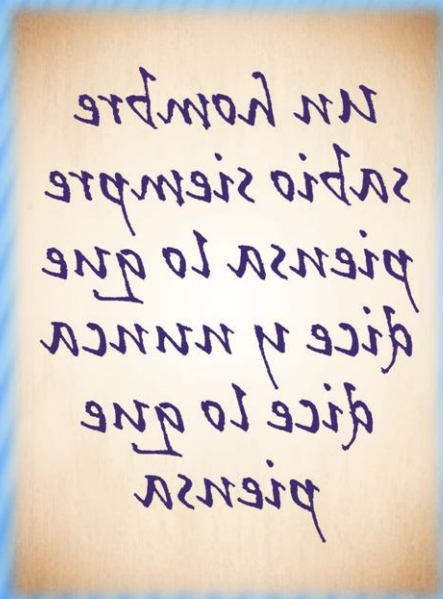 Un hombre
sabio siempre
piensa lo que
dice y nunca
dice lo que
piensa